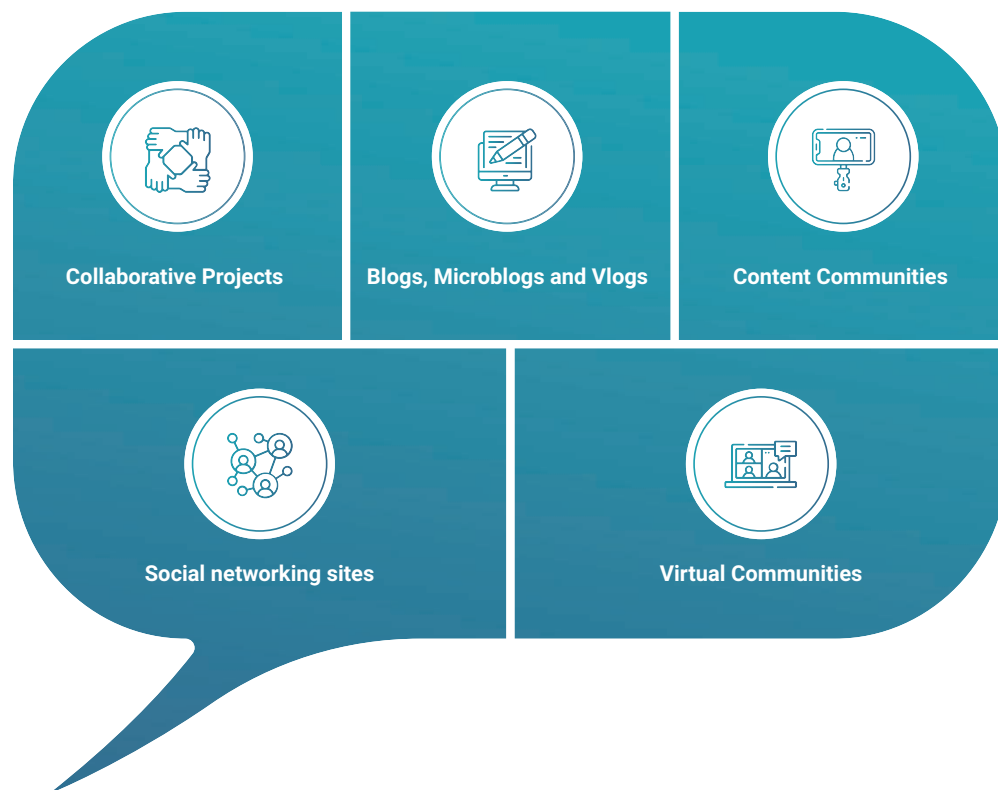 Collaborative Projects
Blogs, Microblogs and Vlogs
Content Communities
Social networking sites
Virtual Communities